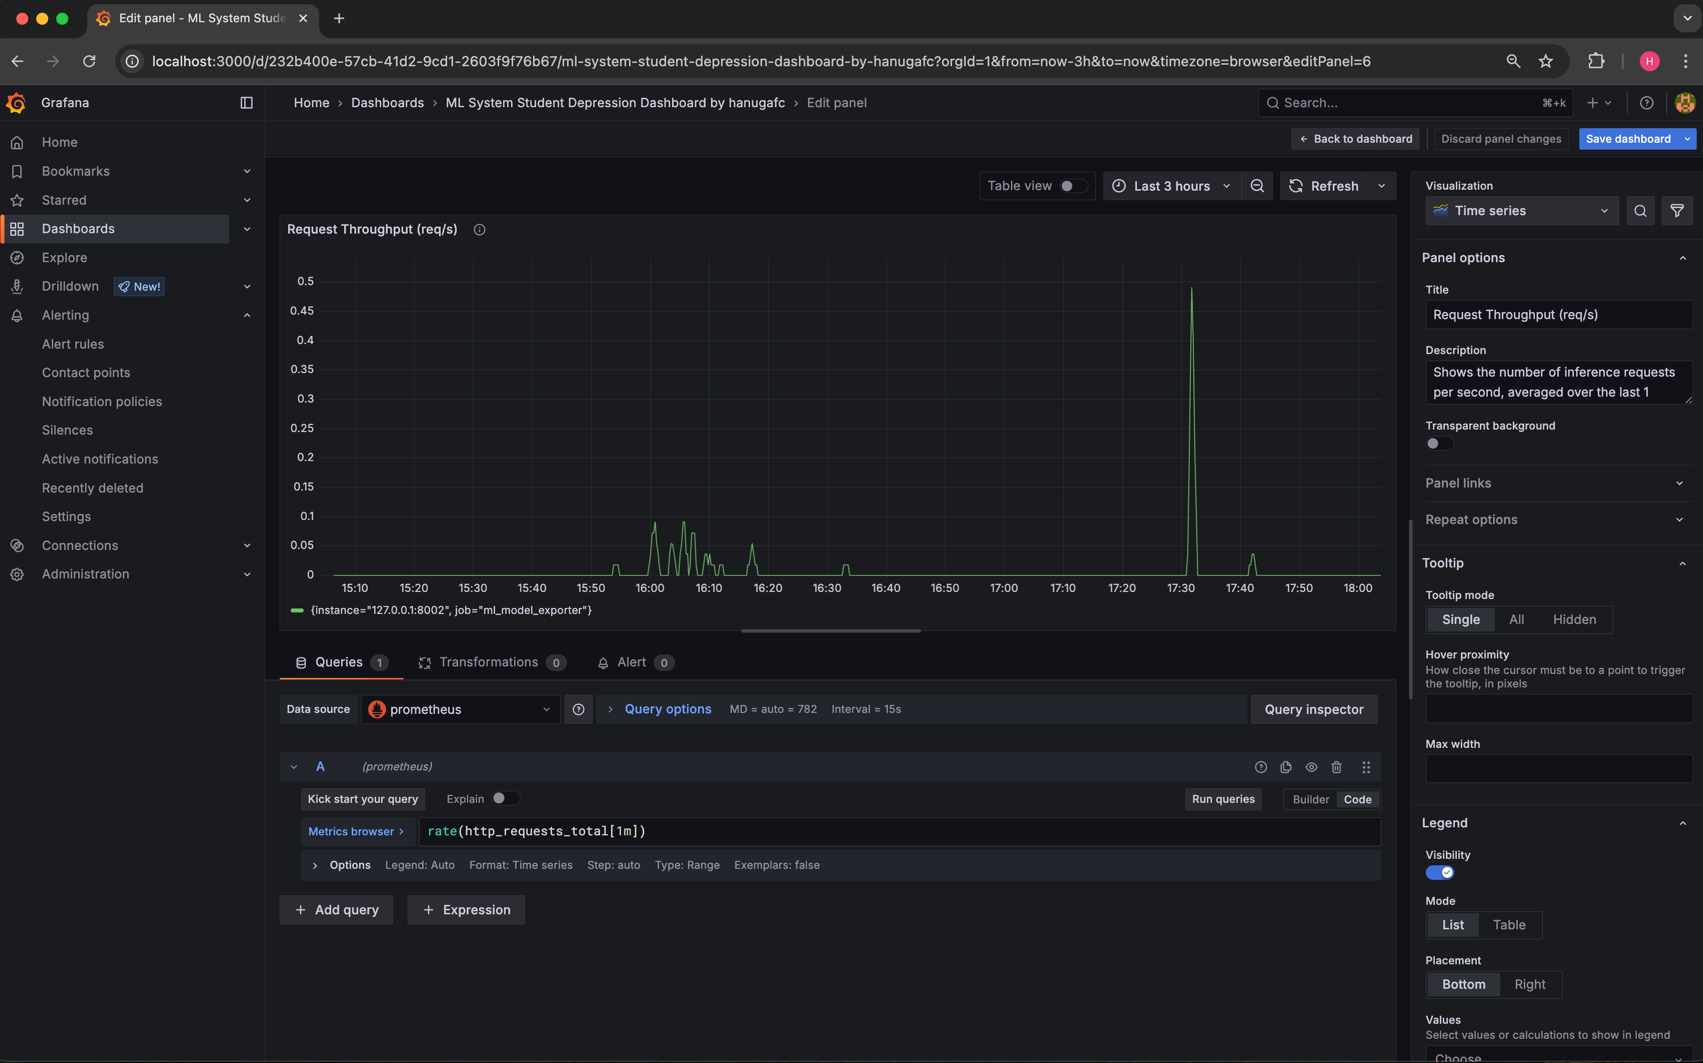 Edit panel - ML System Stude
localhost:3000/d/232b400e-57cb-41d2-9cd1-2603f9f76b67/ml-system-student-depression-dashboard-by-hanugafc?orgId=1&from=now-3h&to=now&timezone=browser&editPanel=6
H
Grafana
Home › Dashboards › ML System Student Depression Dashboard by hanugafc › Edit panel
Search... ⌘+k
← Back to dashboard
Discard panel changes
Save dashboard
Home
Bookmarks
Starred
Dashboards
Explore
Drilldown New!
Alerting
Alert rules
Contact points
Notification policies
Silences
Active notifications
Recently deleted
Settings
Connections
Administration
Table view
Last 3 hours
Refresh
Request Throughput (req/s)
0.5
0.45
0.4
0.35
0.3
0.25
0.2
0.15
0.1
0.05
0
15:10 15:20 15:30 15:40 15:50 16:00 16:10 16:20 16:30 16:40 16:50 17:00 17:10 17:20 17:30 17:40 17:50 18:00
{instance="127.0.0.1:8002", job="ml_model_exporter"}
Queries 1
Transformations 0
Alert 0
Data source prometheus
Query options MD = auto = 782 Interval = 15s
Query inspector
A (prometheus)
Kick start your query
Explain
Run queries
Builder Code
Metrics browser › rate(http_requests_total[1m])
Options Legend: Auto Format: Time series Step: auto Type: Range Exemplars: false
+ Add query
+ Expression
Visualization
Time series
Panel options
Title
Request Throughput (req/s)
Description
Shows the number of inference requests
per second, averaged over the last 1
Transparent background
Panel links
Repeat options
Tooltip
Tooltip mode
Single All Hidden
Hover proximity
How close the cursor must be to a point to trigger
the tooltip, in pixels
Max width
Legend
Visibility
Mode
List Table
Placement
Bottom Right
Values
Select values or calculations to show in legend
Choose